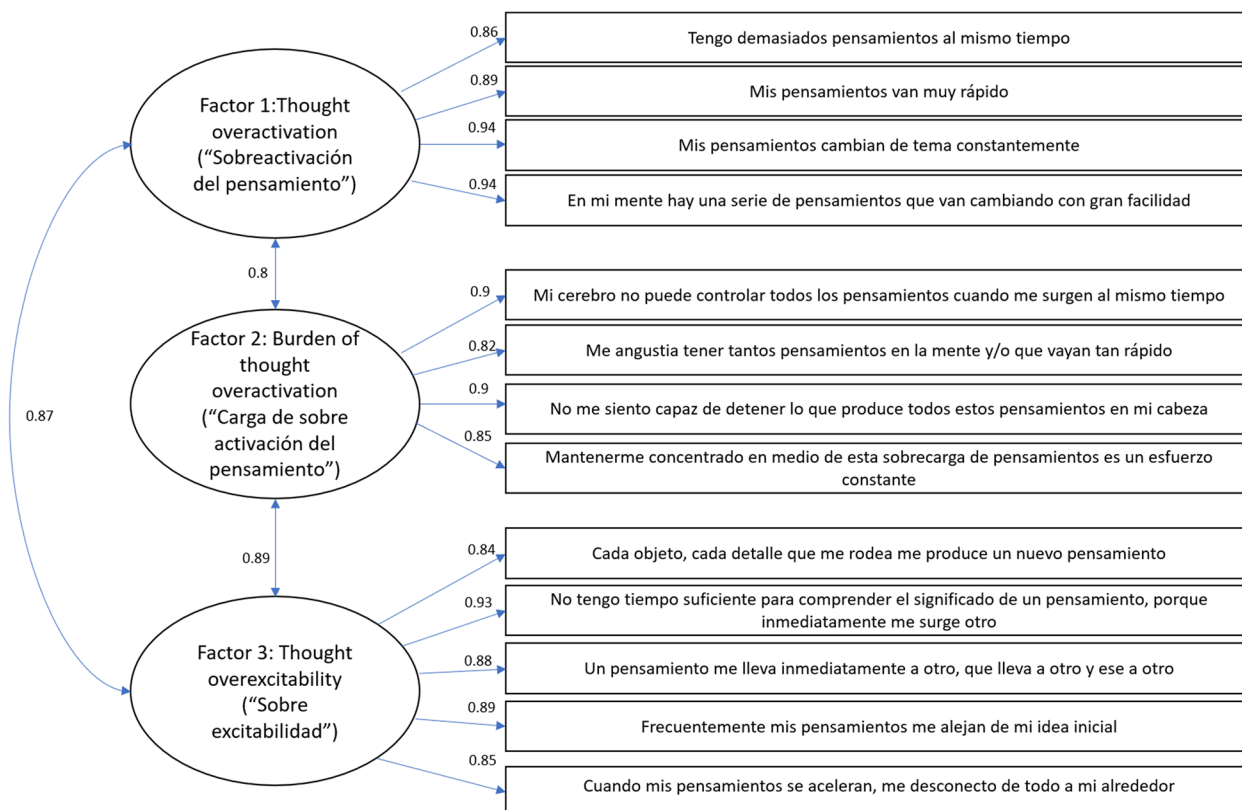 0.86
Tengo demasiados pensamientos al mismo tiempo
Factor 1:Thought
overactivation
(“Sobreactivación
del pensamiento”)
0.89
Mis pensamientos van muy rápido
0.94
Mis pensamientos cambian de tema constantemente
0.94
En mi mente hay una serie de pensamientos que van cambiando con gran facilidad
0.8
0.9
Mi cerebro no puede controlar todos los pensamientos cuando me surgen al mismo tiempo
Factor 2: Burden of
thought
overactivation
(“Carga de sobre
activación del
pensamiento”)
0.82
Me angustia tener tantos pensamientos en la mente y/o que vayan tan rápido
0.9
No me siento capaz de detener lo que produce todos estos pensamientos en mi cabeza
0.85
Mantenerme concentrado en medio de esta sobrecarga de pensamientos es un esfuerzo
constante
0.87
0.89
0.84
Cada objeto, cada detalle que me rodea me produce un nuevo pensamiento
0.93
No tengo tiempo suficiente para comprender el significado de un pensamiento, porque
inmediatamente me surge otro
Factor 3: Thought
overexcitability
(“Sobre
excitabilidad”)
0.88
Un pensamiento me lleva inmediatamente a otro, que lleva a otro y ese a otro
0.89
Frecuentemente mis pensamientos me alejan de mi idea inicial
0.85
Cuando mis pensamientos se aceleran, me desconecto de todo a mi alrededor